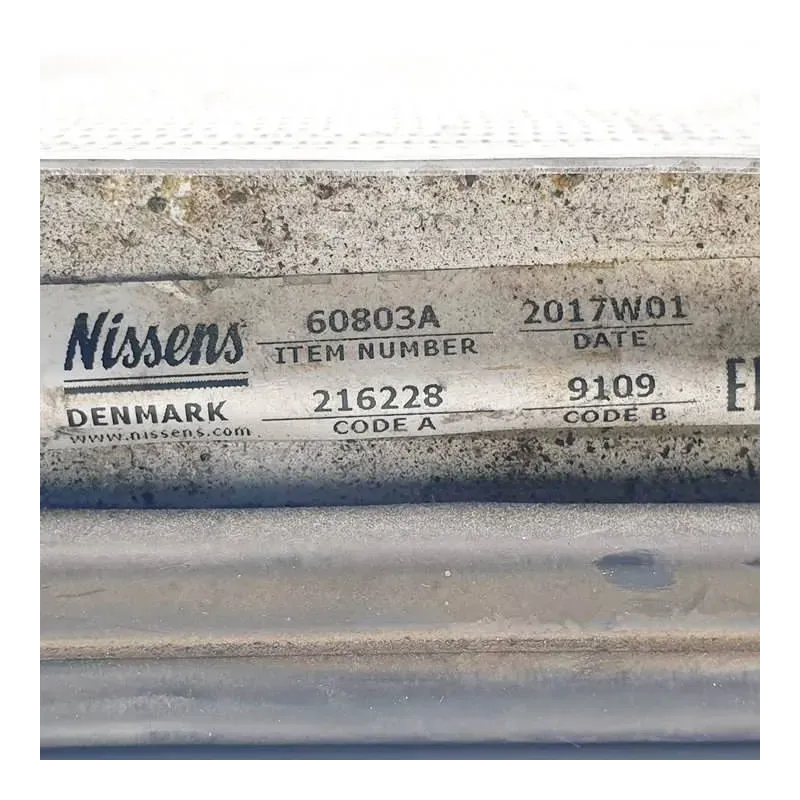 Nissens
DENMARK
www.nissens.com
60803A
ITEM NUMBER
2017W01
DATE
216228
CODE A
9109
CODE B